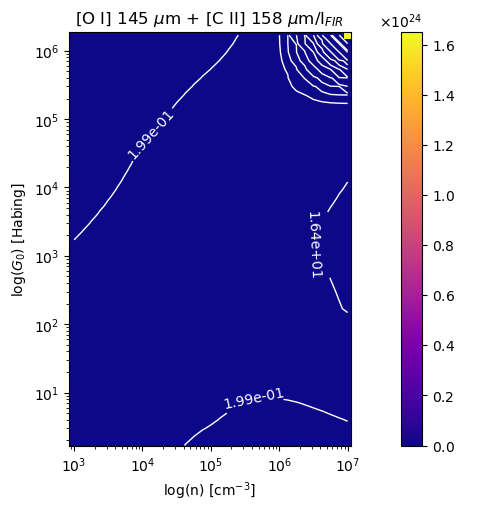 [O I] 145 μm + [C II] 158 μm/I_{FIR}
×10^{24}
10^{6}
10^{5}
10^{4}
10^{3}
10^{2}
10^{1}
log(G_{0}) [Habing]
1.99e-01
1.64e+01
1.99e-01
10^{3} 10^{4} 10^{5} 10^{6} 10^{7}
log(n) [cm^{−3}]
1.6
1.4
1.2
1.0
0.8
0.6
0.4
0.2
0.0